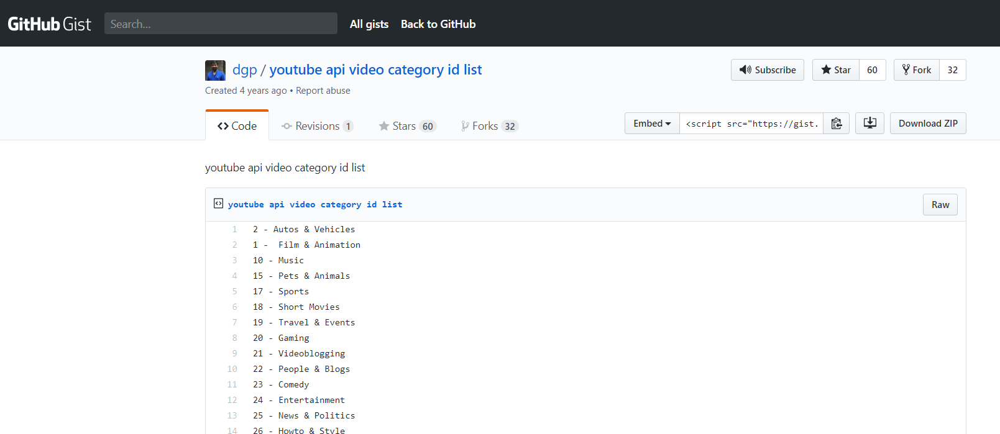 GitHub Gist Search... All gists Back to GitHub
dgp / youtube api video category id list Subscribe Star 60 Fork 32
Created 4 years ago • Report abuse
Code Revisions 1 Stars 60 Forks 32 Embed <script src="https://gist. Download ZIP
youtube api video category id list
youtube api video category id list Raw
1 2 - Autos & Vehicles
2 1 -  Film & Animation
3 10 - Music
4 15 - Pets & Animals
5 17 - Sports
6 18 - Short Movies
7 19 - Travel & Events
8 20 - Gaming
9 21 - Videoblogging
10 22 - People & Blogs
11 23 - Comedy
12 24 - Entertainment
13 25 - News & Politics
14 26 - Howto & Style